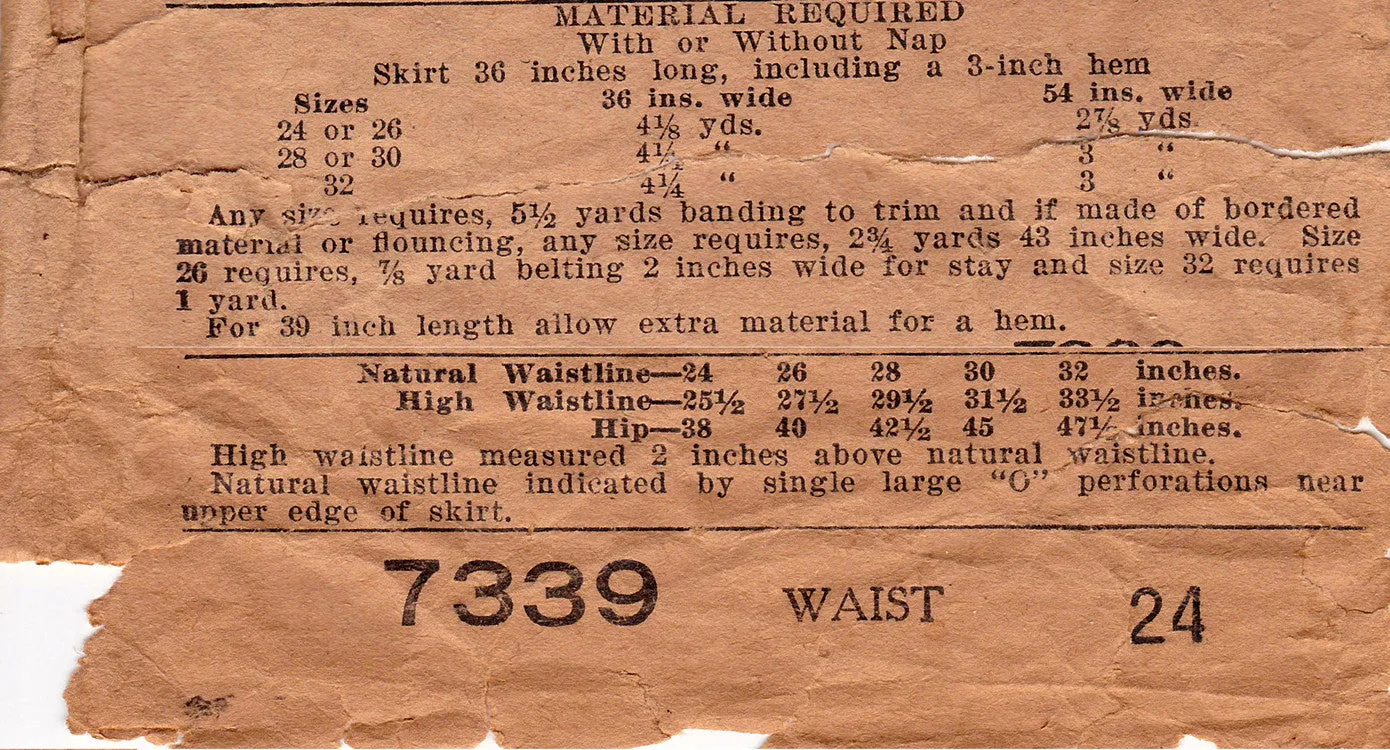 MATERIAL REQUIRED
With or Without Nap
Skirt 36 inches long, including a 3-inch hem
Sizes 36 ins. wide 54 ins. wide
24 or 26 4⅛ yds. 2⅞ yds.
28 or 30 4¼ “ 3 “
32 4¼ “ 3 “
Any size requires, 5½ yards banding to trim and if made of bordered
material or flouncing, any size requires, 2¾ yards 43 inches wide. Size
26 requires, ⅞ yard belting 2 inches wide for stay and size 32 requires
1 yard.
For 39 inch length allow extra material for a hem.
Natural Waistline—24 26 28 30 32 inches.
High Waistline—25½ 27½ 29½ 31½ 33½ inches.
Hip—38 40 42½ 45 47½ inches.
High waistline measured 2 inches above natural waistline.
Natural waistline indicated by single large “O” perforations near
upper edge of skirt.
7339 WAIST 24